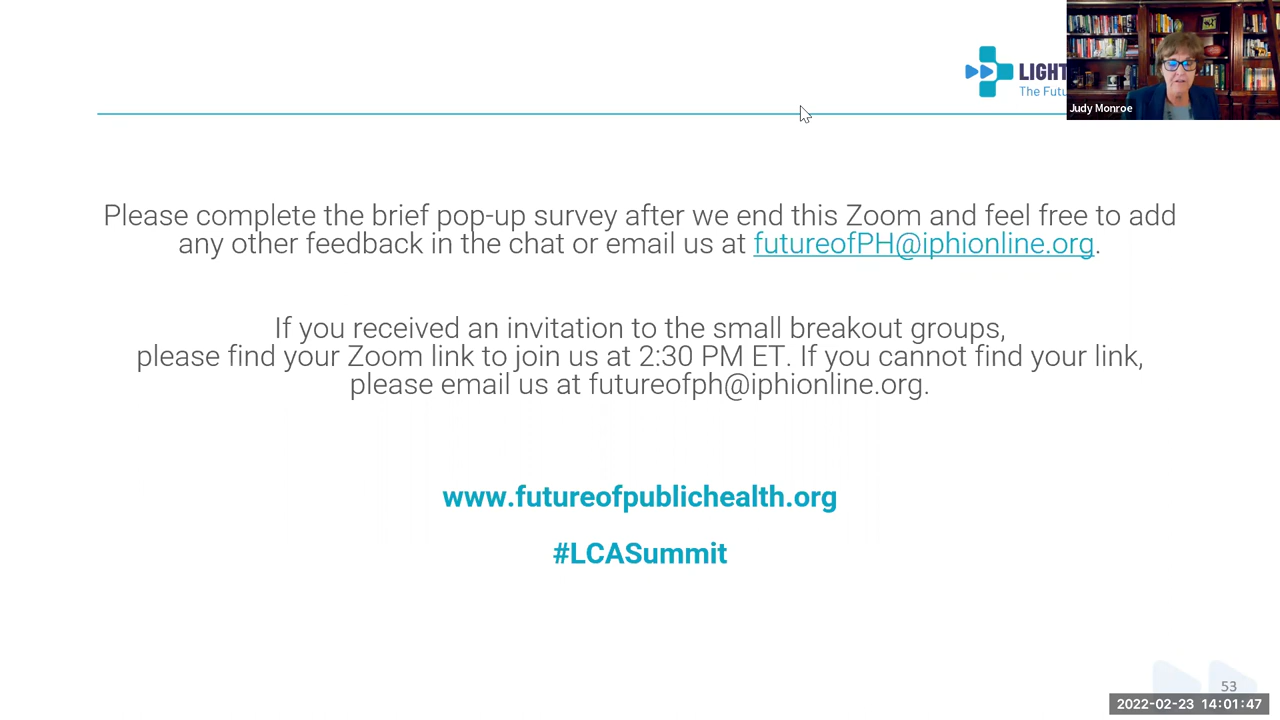 LIGHT
The Futu
Judy Monroe
Please complete the brief pop-up survey after we end this Zoom and feel free to add
any other feedback in the chat or email us at futureofPH@iphionline.org.
If you received an invitation to the small breakout groups,
please find your Zoom link to join us at 2:30 PM ET. If you cannot find your link,
please email us at futureofph@iphionline.org.
www.futureofpublichealth.org
#LCASummit
53
2022-02-23 14:01:47